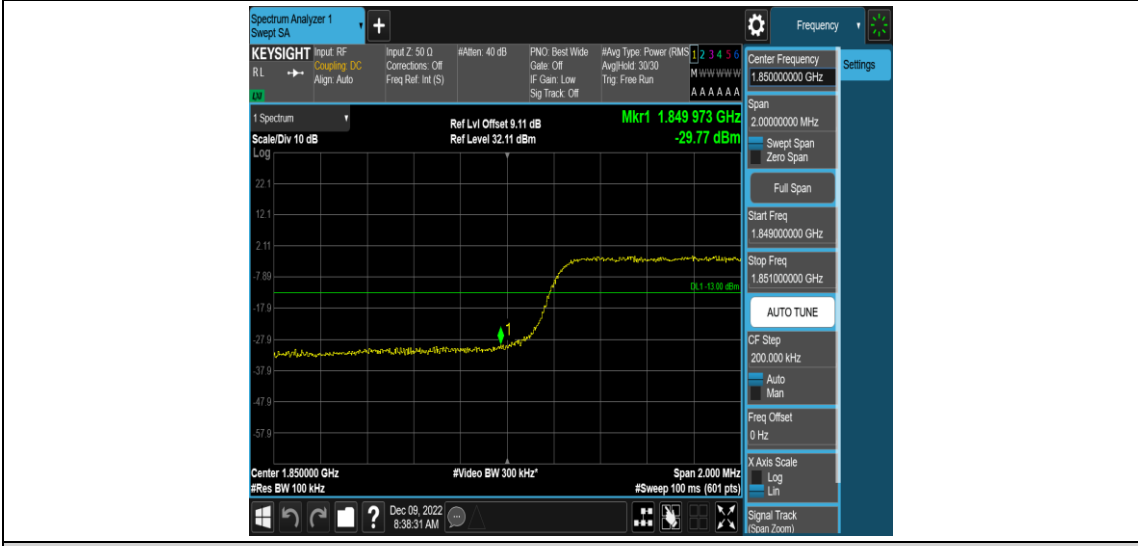 Spectrum Analyzer 1
Swept SA
Frequency
KEYSIGHT
RL
LXI
Input: RF
Coupling: DC
Align: Auto
Input Z: 50 Ω
Corrections: Off
Freq Ref: Int (S)
#Atten: 40 dB
PNO: Best Wide
Gate: Off
IF Gain: Low
Sig Track: Off
#Avg Type: Power (RMS
Avg|Hold: 30/30
Trig: Free Run
1 2 3 4 5 6
M W W W W W
A A A A A A
1 Spectrum
Scale/Div 10 dB
Log
Ref Lvl Offset 9.11 dB
Ref Level 32.11 dBm
Mkr1 1.849 973 GHz
-29.77 dBm
22.1
12.1
2.11
-7.89
-17.9
-27.9
-37.9
-47.9
-57.9
DL1 -13.00 dBm
1
Center 1.850000 GHz
#Res BW 100 kHz
#Video BW 300 kHz*
Span 2.000 MHz
#Sweep 100 ms (601 pts)
?
Dec 09, 2022
8:38:31 AM
Center Frequency
1.850000000 GHz
Settings
Span
2.00000000 MHz
Swept Span
Zero Span
Full Span
Start Freq
1.849000000 GHz
Stop Freq
1.851000000 GHz
AUTO TUNE
CF Step
200.000 kHz
Auto
Man
Freq Offset
0 Hz
X Axis Scale
Log
Lin
Signal Track
(Span Zoom)